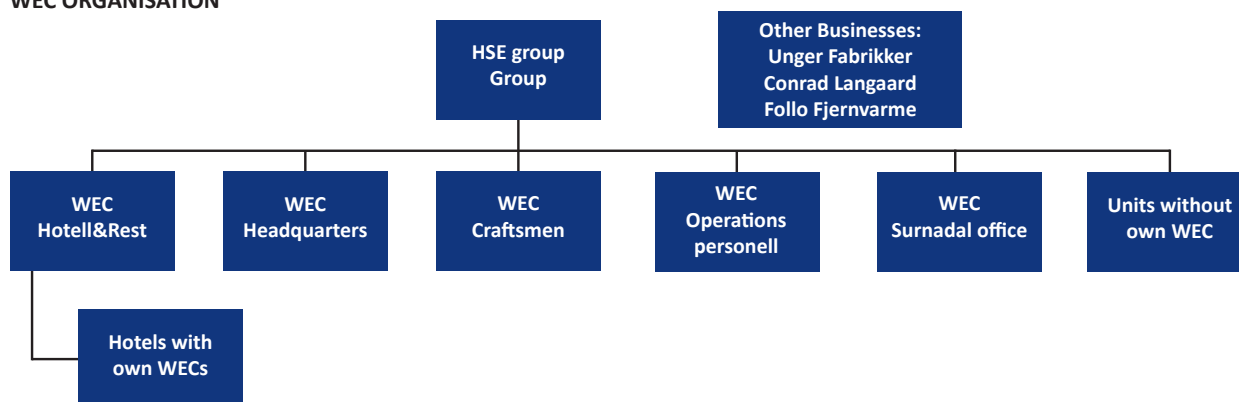 WEC ORGANISATION
HSE group
Group
Other Businesses:
Unger Fabrikker
Conrad Langaard
Follo Fjernvarme
WEC
Hotell&Rest
WEC
Headquarters
WEC
Craftsmen
WEC
Operations
personell
WEC
Surnadal office
Units without
own WEC
Hotels with
own WECs